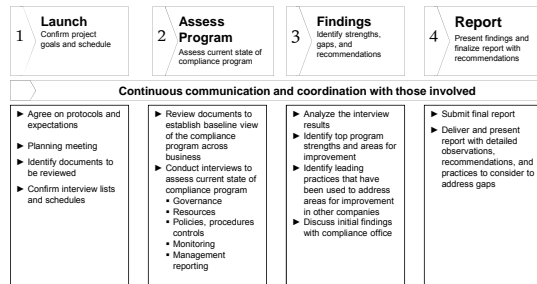 1
Launch
Confirm project
goals and schedule
2
Assess
Program
Assess current state of
compliance program
3
Findings
Identify strengths,
gaps, and
recommendations
4
Report
Present findings and
finalize report with
recommendations
Continuous communication and coordination with those involved
► Agree on protocols and
expectations
► Planning meeting
► Identify documents to
be reviewed
► Confirm interview lists
and schedules
► Review documents to
establish baseline view
of the compliance
program across
business
► Conduct interviews to
assess current state of
compliance program
▪ Governance
▪ Resources
▪ Policies, procedures
controls
▪ Monitoring
▪ Management
reporting
► Analyze the interview
results
► Identify top program
strengths and areas for
improvement
► Identify leading
practices that have
been used to address
areas for improvement
in other companies
► Discuss initial findings
with compliance office
► Submit final report
► Deliver and present
report with detailed
observations,
recommendations, and
practices to consider to
address gaps